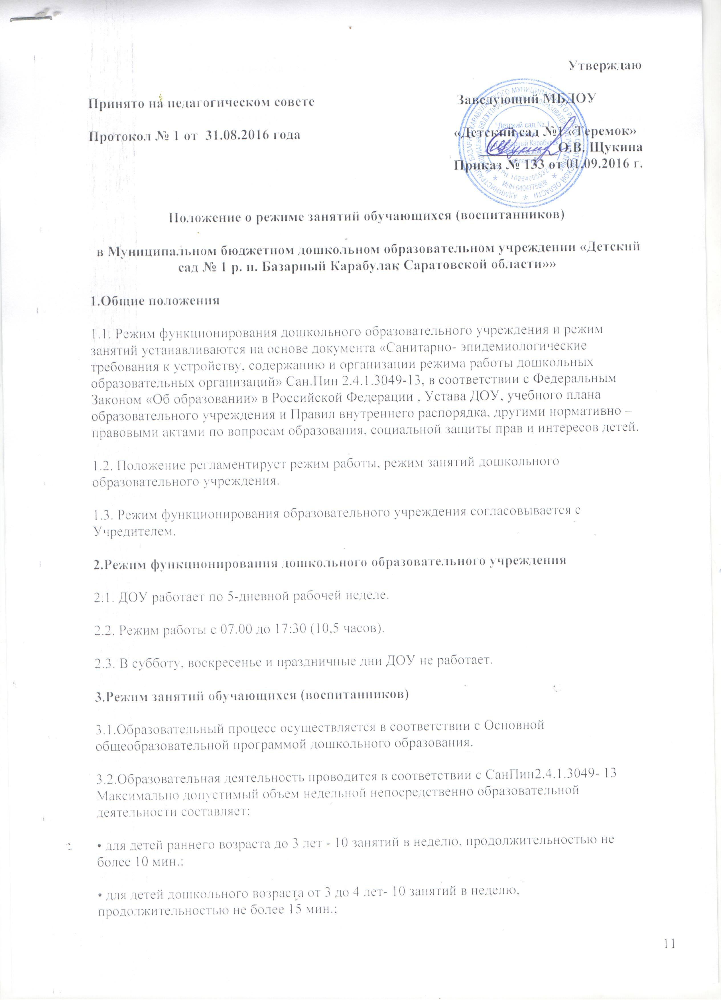 Утверждаю
Принято на педагогическом совете
Заведующий МБДОУ
Протокол № 1 от 31.08.2016 года
«Детский сад №1 «Теремок»
О.В. Щукина
Приказ № 133 от 01.09.2016 г.
ИНН 6404775808
Положение о режиме занятий обучающихся (воспитанников)
в Муниципальном бюджетном дошкольном образовательном учреждении «Детский
сад № 1 р. п. Базарный Карабулак Саратовской области»»
1.Общие положения
1.1. Режим функционирования дошкольного образовательного учреждения и режим
занятий устанавливаются на основе документа «Санитарно- эпидемиологические
требования к устройству, содержанию и организации режима работы дошкольных
образовательных организаций» Сан.Пин 2.4.1.3049-13, в соответствии с Федеральным
Законом «Об образовании» в Российской Федерации , Устава ДОУ, учебного плана
образовательного учреждения и Правил внутреннего распорядка, другими нормативно –
правовыми актами по вопросам образования, социальной защиты прав и интересов детей.
1.2. Положение регламентирует режим работы, режим занятий дошкольного
образовательного учреждения.
1.3. Режим функционирования образовательного учреждения согласовывается с
Учредителем.
2.Режим функционирования дошкольного образовательного учреждения
2.1. ДОУ работает по 5-дневной рабочей неделе.
2.2. Режим работы с 07.00 до 17:30 (10,5 часов).
2.3. В субботу, воскресенье и праздничные дни ДОУ не работает.
3.Режим занятий обучающихся (воспитанников)
3.1.Образовательный процесс осуществляется в соответствии с Основной
общеобразовательной программой дошкольного образования.
3.2.Образовательная деятельность проводится в соответствии с СанПин2.4.1.3049- 13
Максимально допустимый объем недельной непосредственно образовательной
деятельности составляет:
• для детей раннего возраста до 3 лет - 10 занятий в неделю, продолжительностью не
более 10 мин.;
• для детей дошкольного возраста от 3 до 4 лет- 10 занятий в неделю,
продолжительностью не более 15 мин.;
11